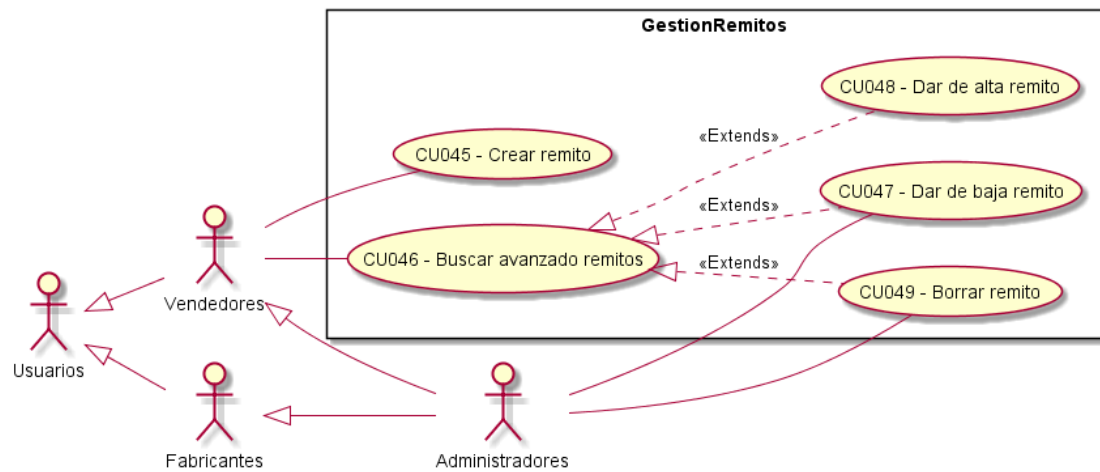 GestionRemitos
CU048 - Dar de alta remito
«Extends»
CU045 - Crear remito
CU047 - Dar de baja remito
«Extends»
CU046 - Buscar avanzado remitos
«Extends»
CU049 - Borrar remito
Vendedores
Usuarios
Fabricantes
Administradores